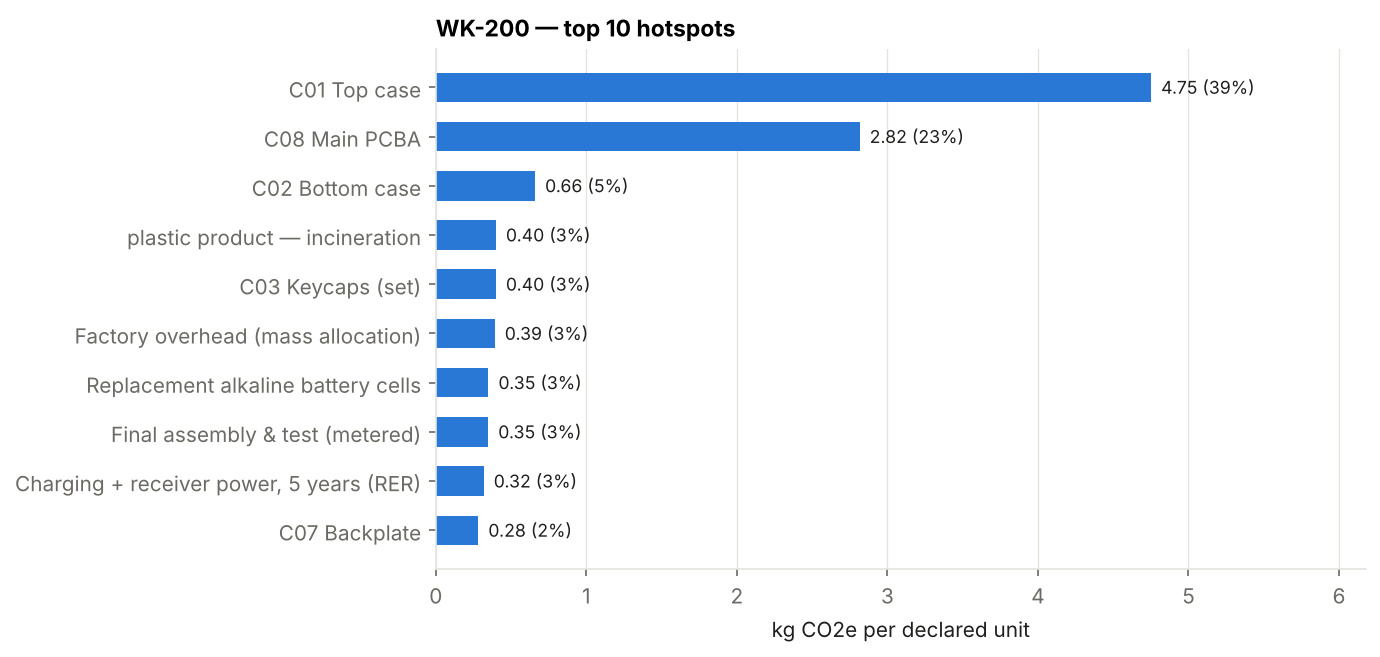 WK-200 — top 10 hotspots
C01 Top case 4.75 (39%)
C08 Main PCBA 2.82 (23%)
C02 Bottom case 0.66 (5%)
plastic product — incineration 0.40 (3%)
C03 Keycaps (set) 0.40 (3%)
Factory overhead (mass allocation) 0.39 (3%)
Replacement alkaline battery cells 0.35 (3%)
Final assembly & test (metered) 0.35 (3%)
Charging + receiver power, 5 years (RER) 0.32 (3%)
C07 Backplate 0.28 (2%)
0 1 2 3 4 5 6
kg CO2e per declared unit